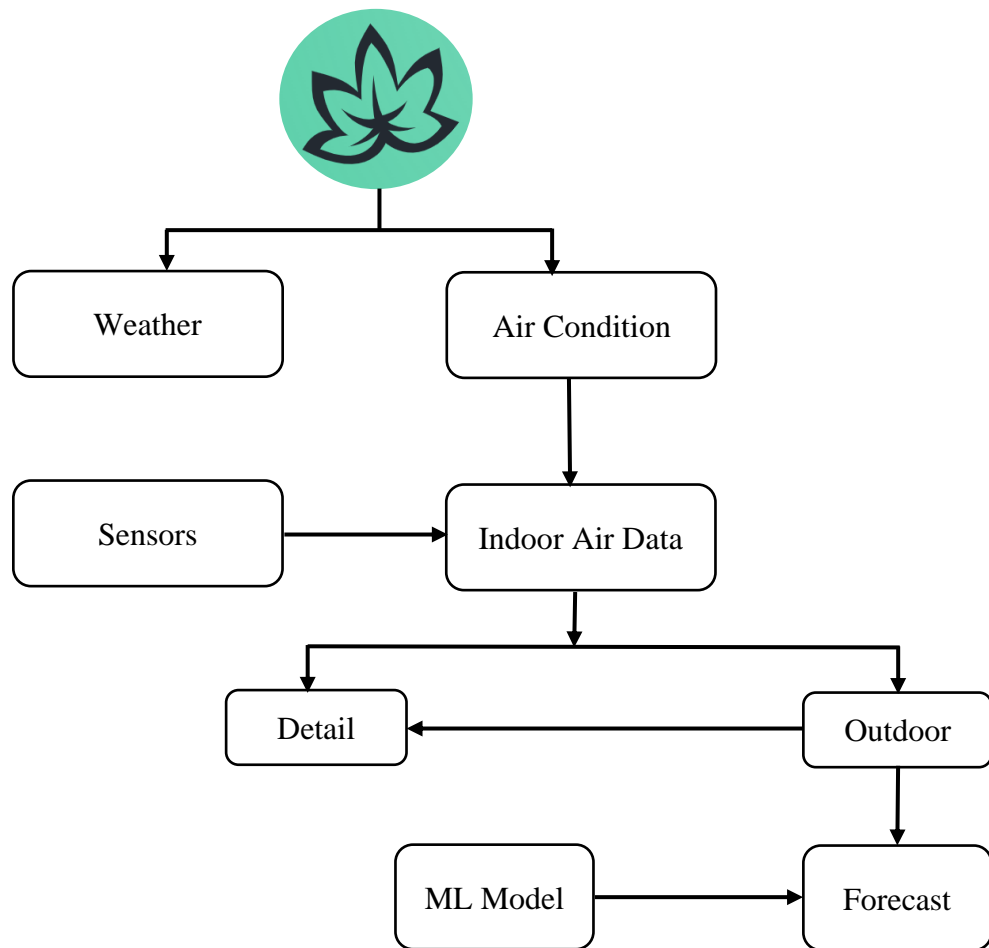 Weather
Air Condition
Sensors
Indoor Air Data
Detail
Outdoor
ML Model
Forecast